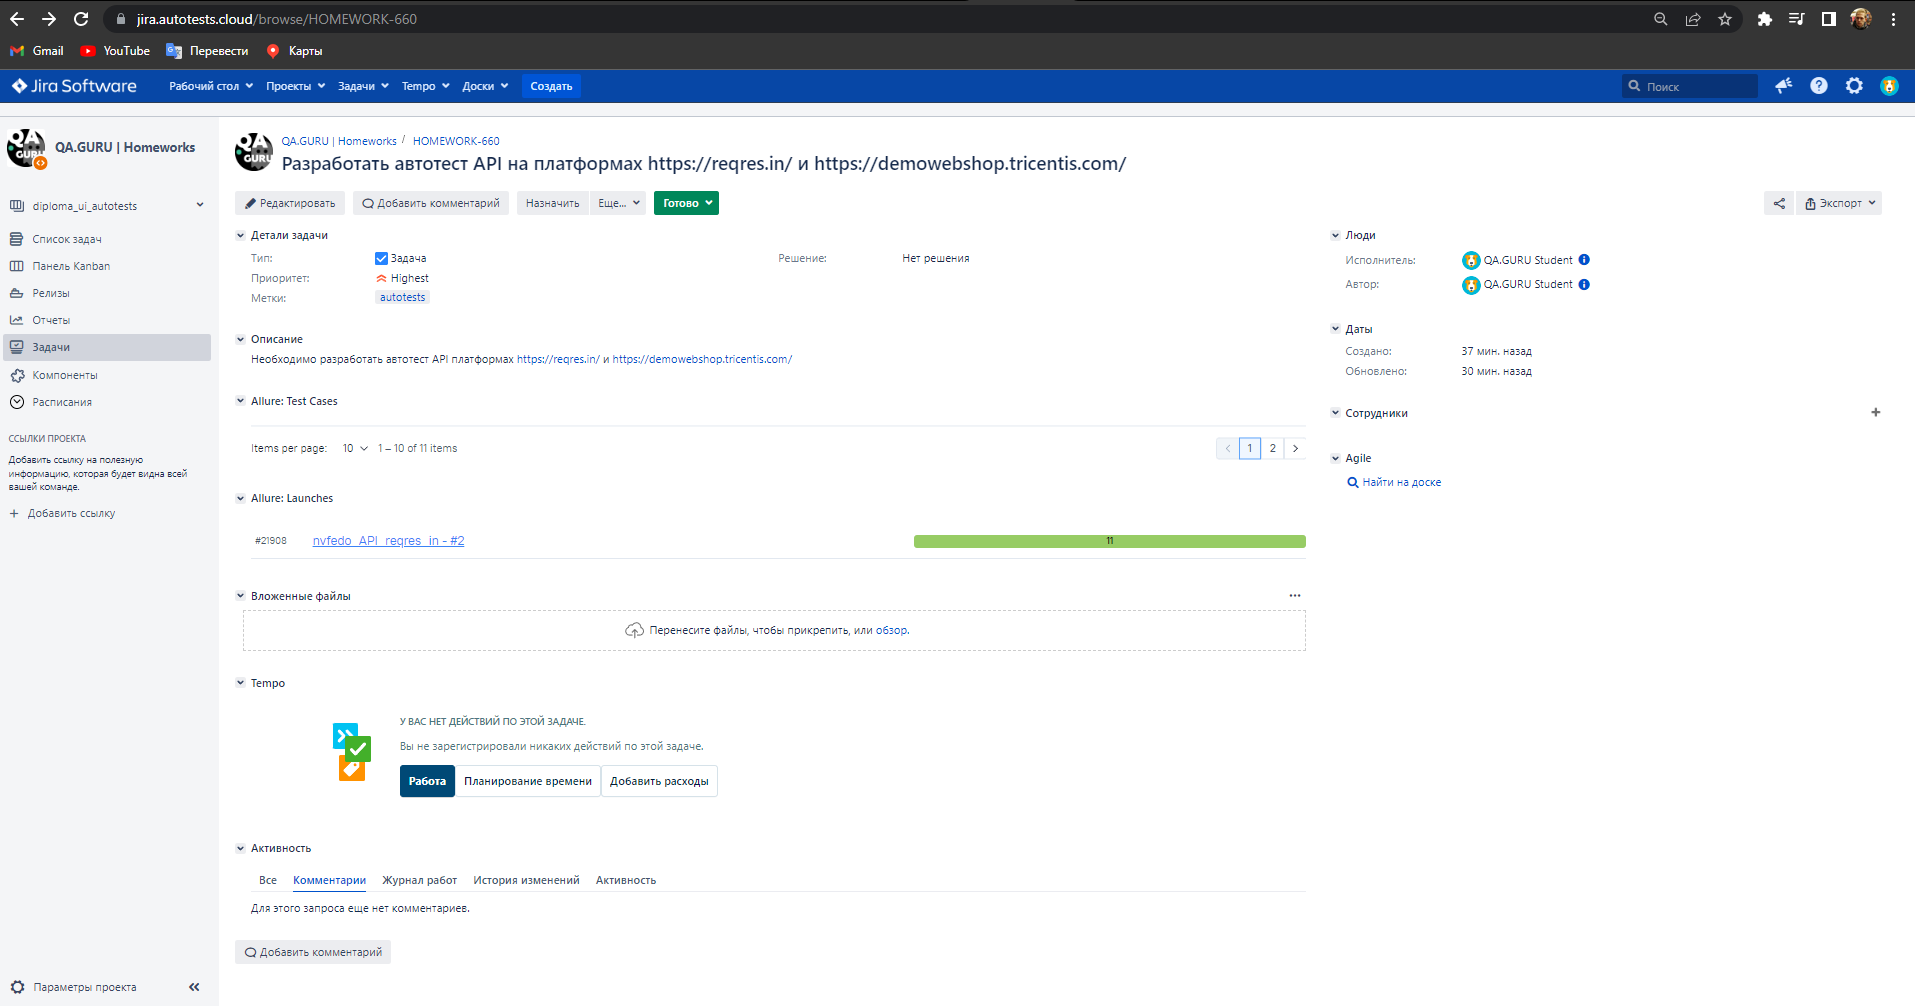 jira.autotests.cloud/browse/HOMEWORK-660
Gmail YouTube Перевести Карты
Jira Software Рабочий стол Проекты Задачи Tempo Доски Создать Поиск
QA.GURU | Homeworks
diploma_ui_autotests
Список задач
Панель Kanban
Релизы
Отчеты
Задачи
Компоненты
Расписания
ССЫЛКИ ПРОЕКТА
Добавить ссылку на полезную
информацию, которая будет видна всей
вашей команде.
+ Добавить ссылку
Параметры проекта
QA.GURU | Homeworks / HOMEWORK-660
Разработать автотест API на платформах https://reqres.in/ и https://demowebshop.tricentis.com/
Редактировать Добавить комментарий Назначить Еще... Готово Экспорт
Детали задачи
Тип: Задача Решение: Нет решения
Приоритет: Highest
Метки: autotests
Описание
Необходимо разработать автотест API платформах https://reqres.in/ и https://demowebshop.tricentis.com/
Allure: Test Cases
Items per page: 10 1 – 10 of 11 items 1 2
Allure: Launches
#21908 nvfedo_API_reqres_in - #2 11
Вложенные файлы
Перенесите файлы, чтобы прикрепить, или обзор.
Tempo
У ВАС НЕТ ДЕЙСТВИЙ ПО ЭТОЙ ЗАДАЧЕ.
Вы не зарегистрировали никаких действий по этой задаче.
Работа Планирование времени Добавить расходы
Активность
Все Комментарии Журнал работ История изменений Активность
Для этого запроса еще нет комментариев.
Добавить комментарий
Люди
Исполнитель: QA.GURU Student
Автор: QA.GURU Student
Даты
Создано: 37 мин. назад
Обновлено: 30 мин. назад
Сотрудники
Agile
Найти на доске